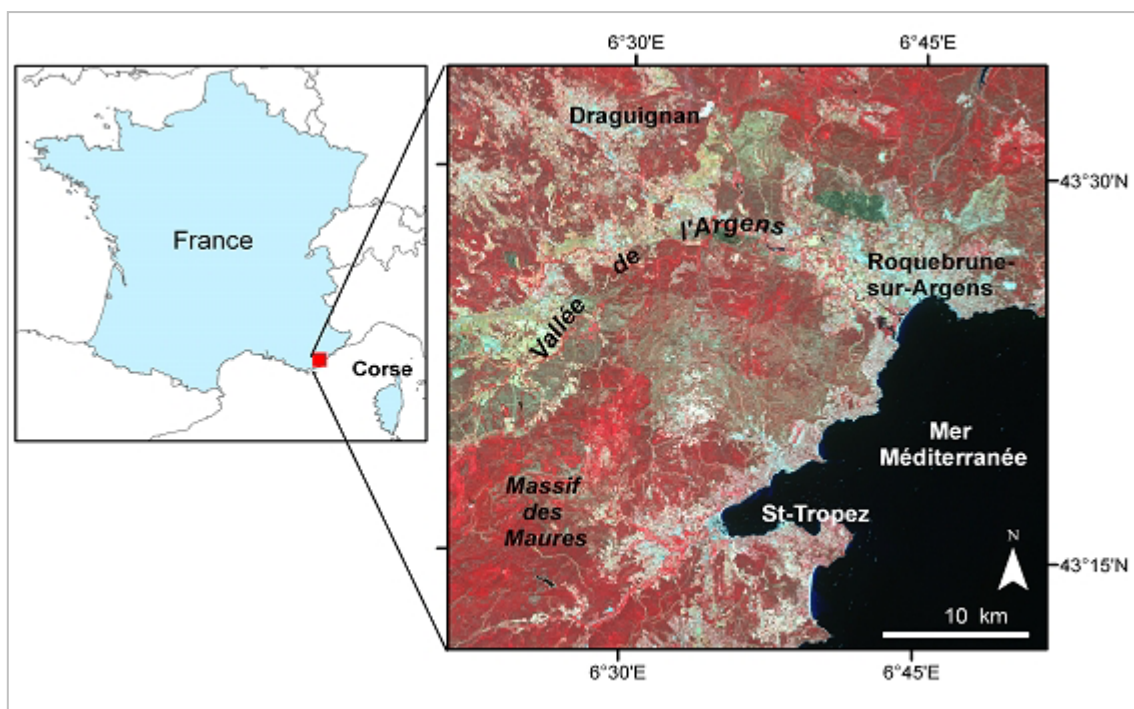 6°30'E
6°45'E
Draguignan
43°30'N
France
Vallée de l'Argens
Roquebrune-
sur-Argens
Corse
Mer
Méditerranée
Massif
des
Maures
St-Tropez
N
43°15'N
10 km
6°30'E
6°45'E